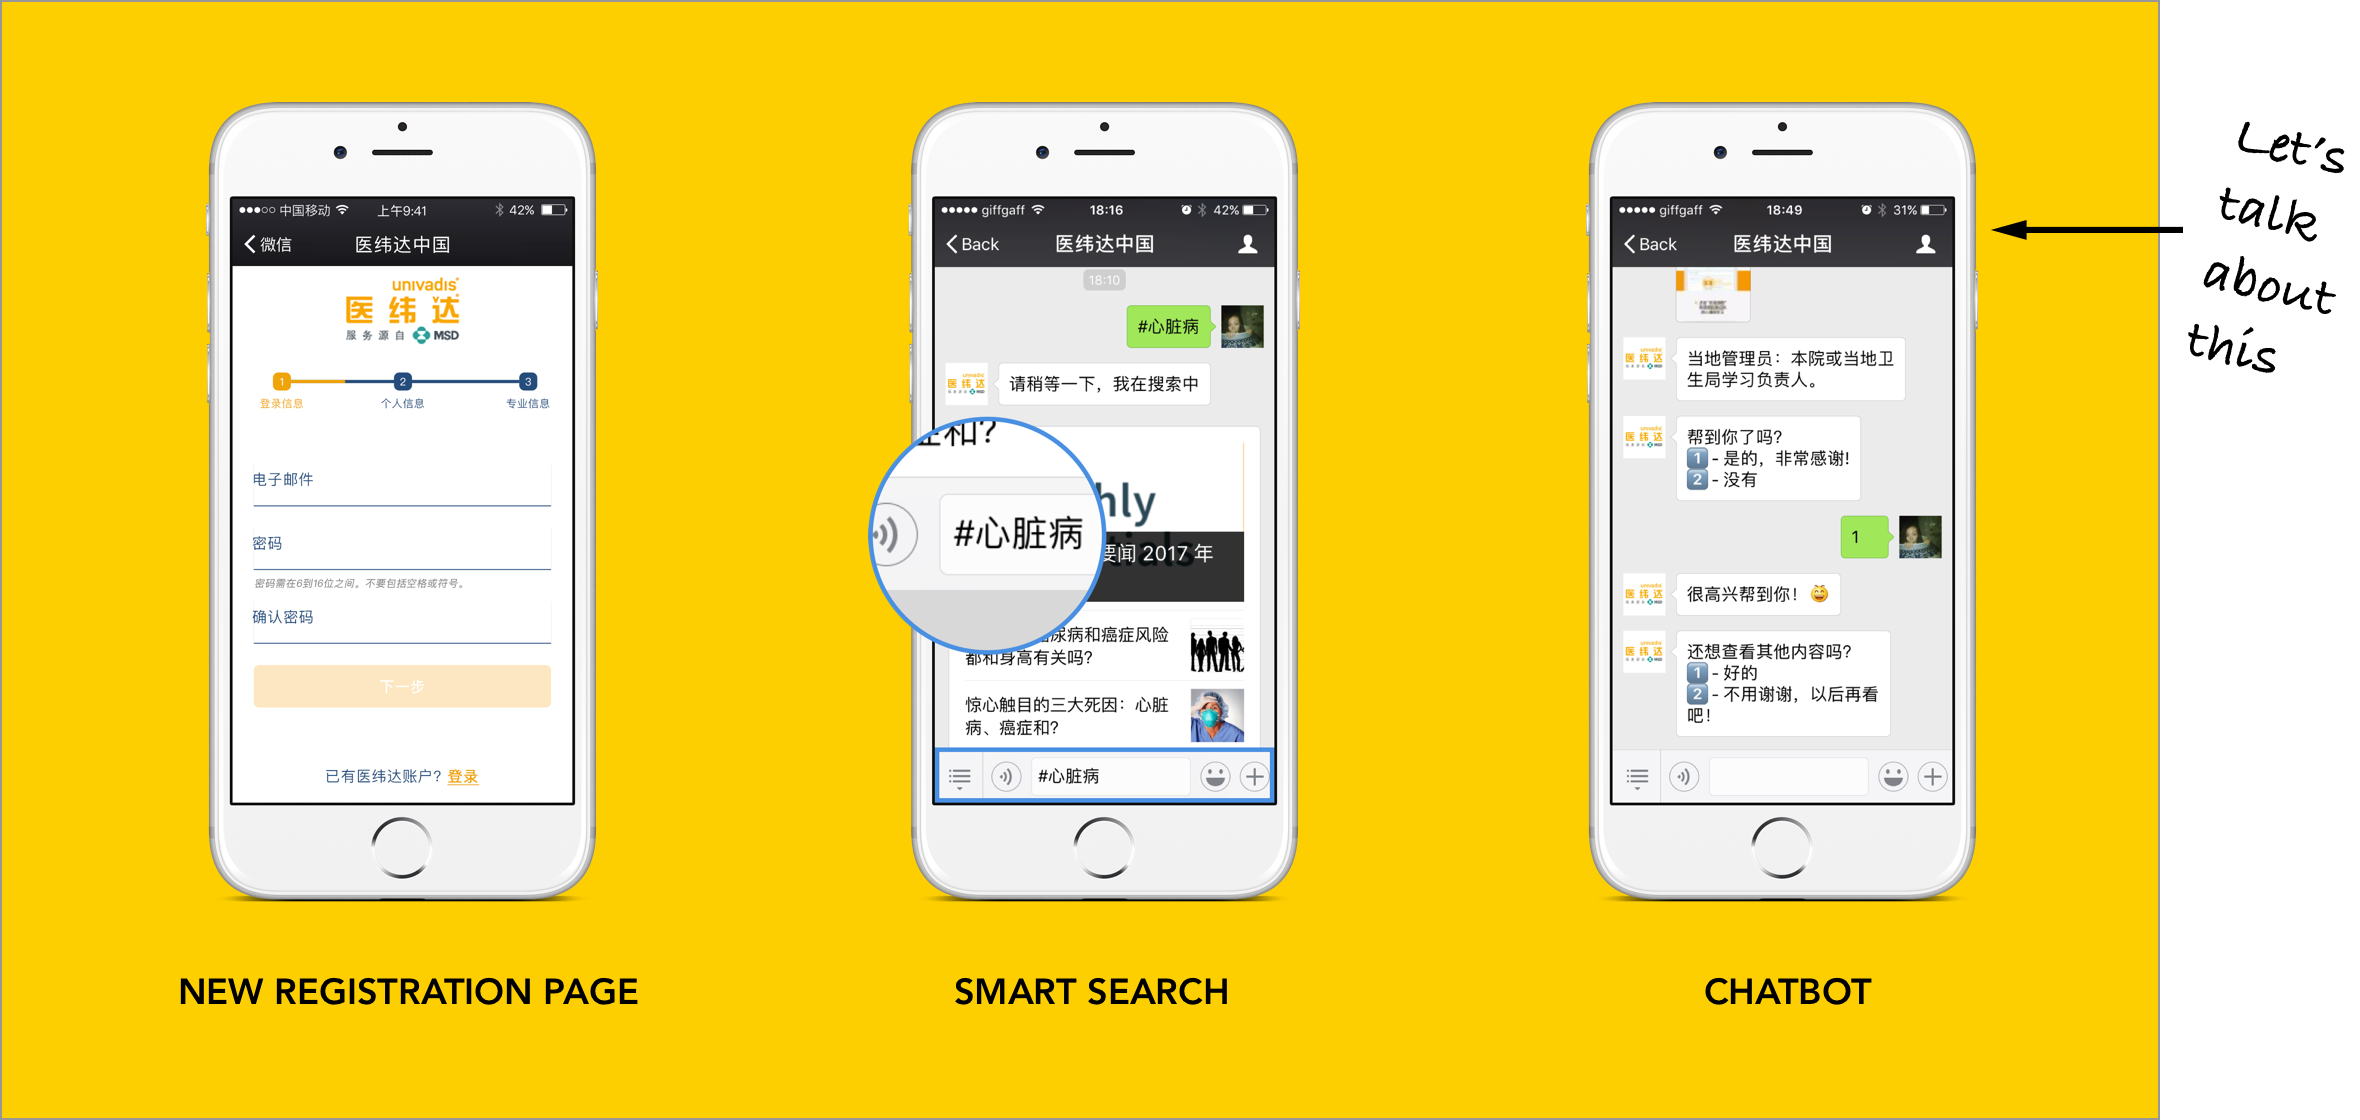 中国移动 上午9:41 42%
微信 医纬达中国
univadis
医纬达
服务源自 MSD
1 2 3
登录信息 个人信息 专业信息
电子邮件
密码
密码需在6到16位之间。不要包括空格或符号。
确认密码
下一步
已有医纬达账户? 登录
NEW REGISTRATION PAGE
giffgaff 18:16 42%
Back 医纬达中国
18:10
#心脏病
请稍等一下，我在搜索中
症和?
#心脏病
hly
tials
要闻 2017 年
尿病和癌症风险
都和身高有关吗?
惊心触目的三大死因：心脏
病、癌症和?
#心脏病
SMART SEARCH
giffgaff 18:49 31%
Back 医纬达中国
当地管理员：本院或当地卫
生局学习负责人。
帮到你了吗?
1 - 是的，非常感谢!
2 - 没有
1
很高兴帮到你！
还想查看其他内容吗?
1 - 好的
2 - 不用谢谢，以后再看
吧!
CHATBOT
Let's
talk
about
this